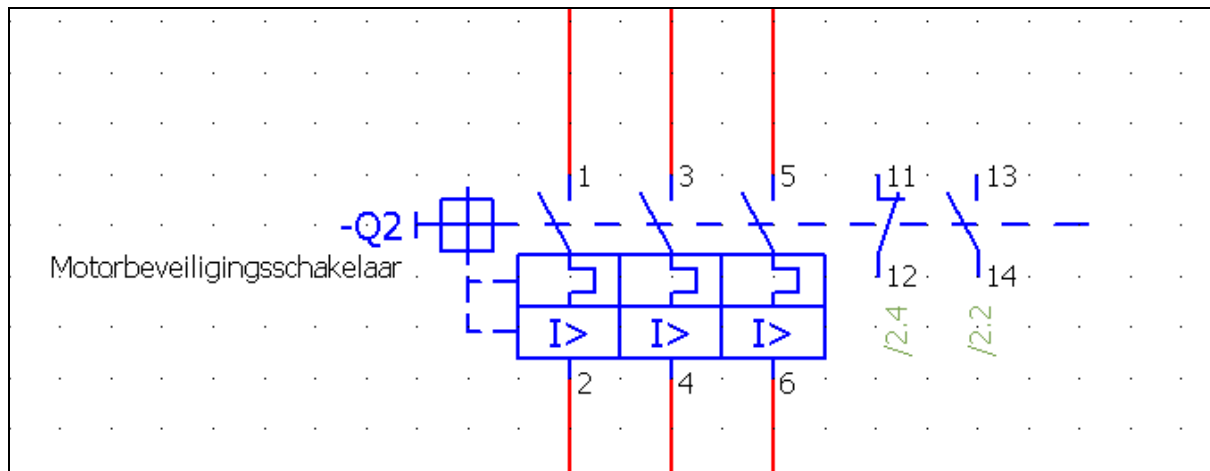 1 3 5 11 13
-Q2
Motorbeveiligingsschakelaar
12 14
I> I> I>
/2.4 /2:2
2 4 6